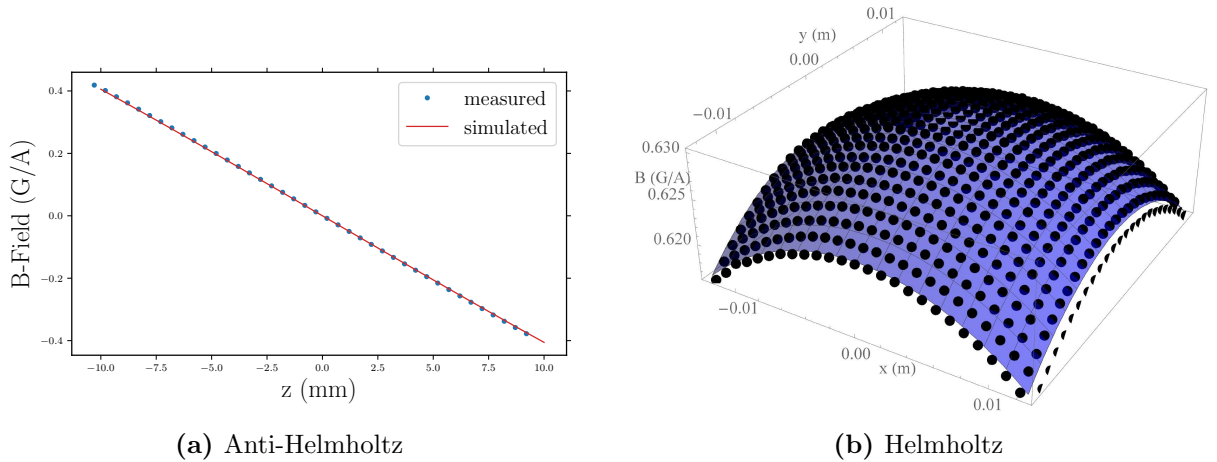 B-Field (G/A)
0.4
0.2
0.0
−0.2
−0.4
measured
simulated
−10.0 −7.5 −5.0 −2.5 0.0 2.5 5.0 7.5 10.0
z (mm)
(a) Anti-Helmholtz
0.01
y (m)
0.00
−0.01
0.630
B (G/A)
0.625
0.620
−0.01
0.00
x (m)
0.01
(b) Helmholtz